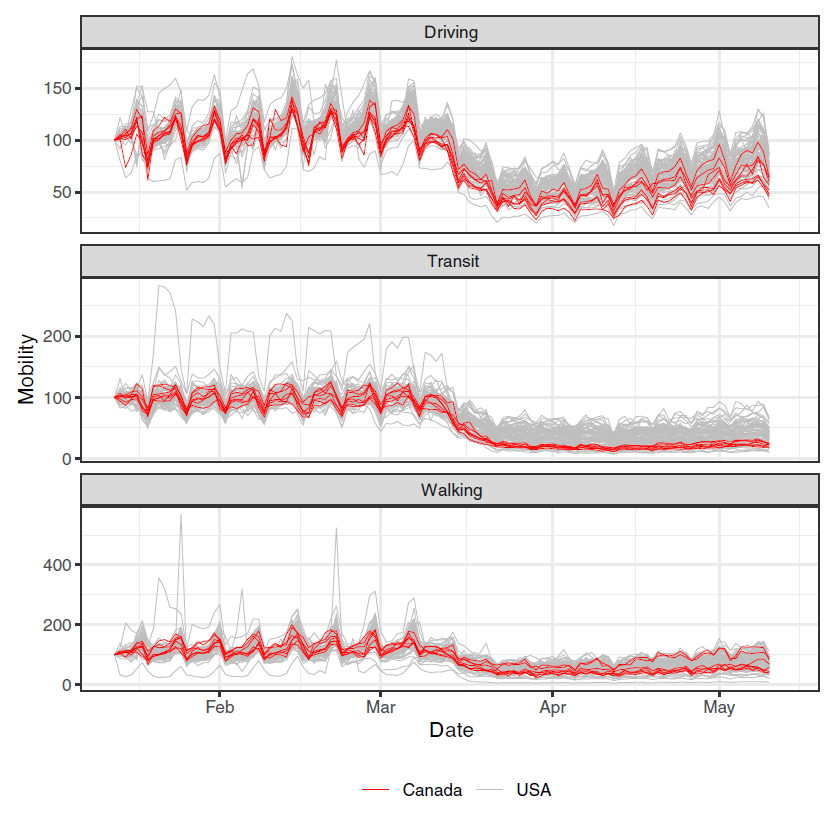 Driving
150
100
50
Transit
200
100
0
Mobility
Walking
400
200
0
Feb Mar Apr May
Date
Canada USA